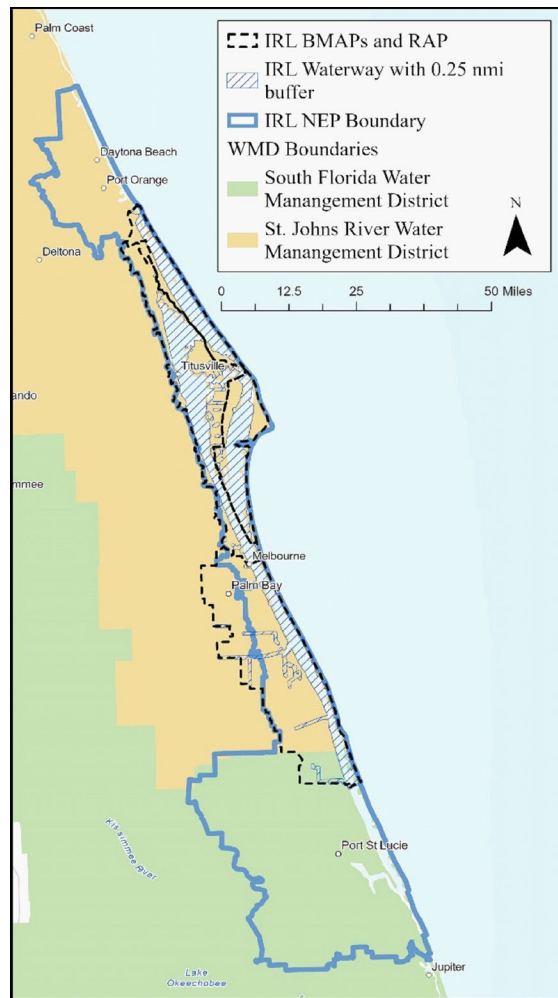 Palm Coast
IRL BMAPs and RAP
IRL Waterway with 0.25 nmi
buffer
IRL NEP Boundary
WMD Boundaries
South Florida Water
Manangement District
St. Johns River Water
Manangement District
N
Daytona Beach
Port Orange
Deltona
0 12.5 25 50 Miles
Titusville
ando
mmee
Melbourne
Palm Bay
Port St Lucie
Kissimmee River
Lake
Okeechobee
Jupiter